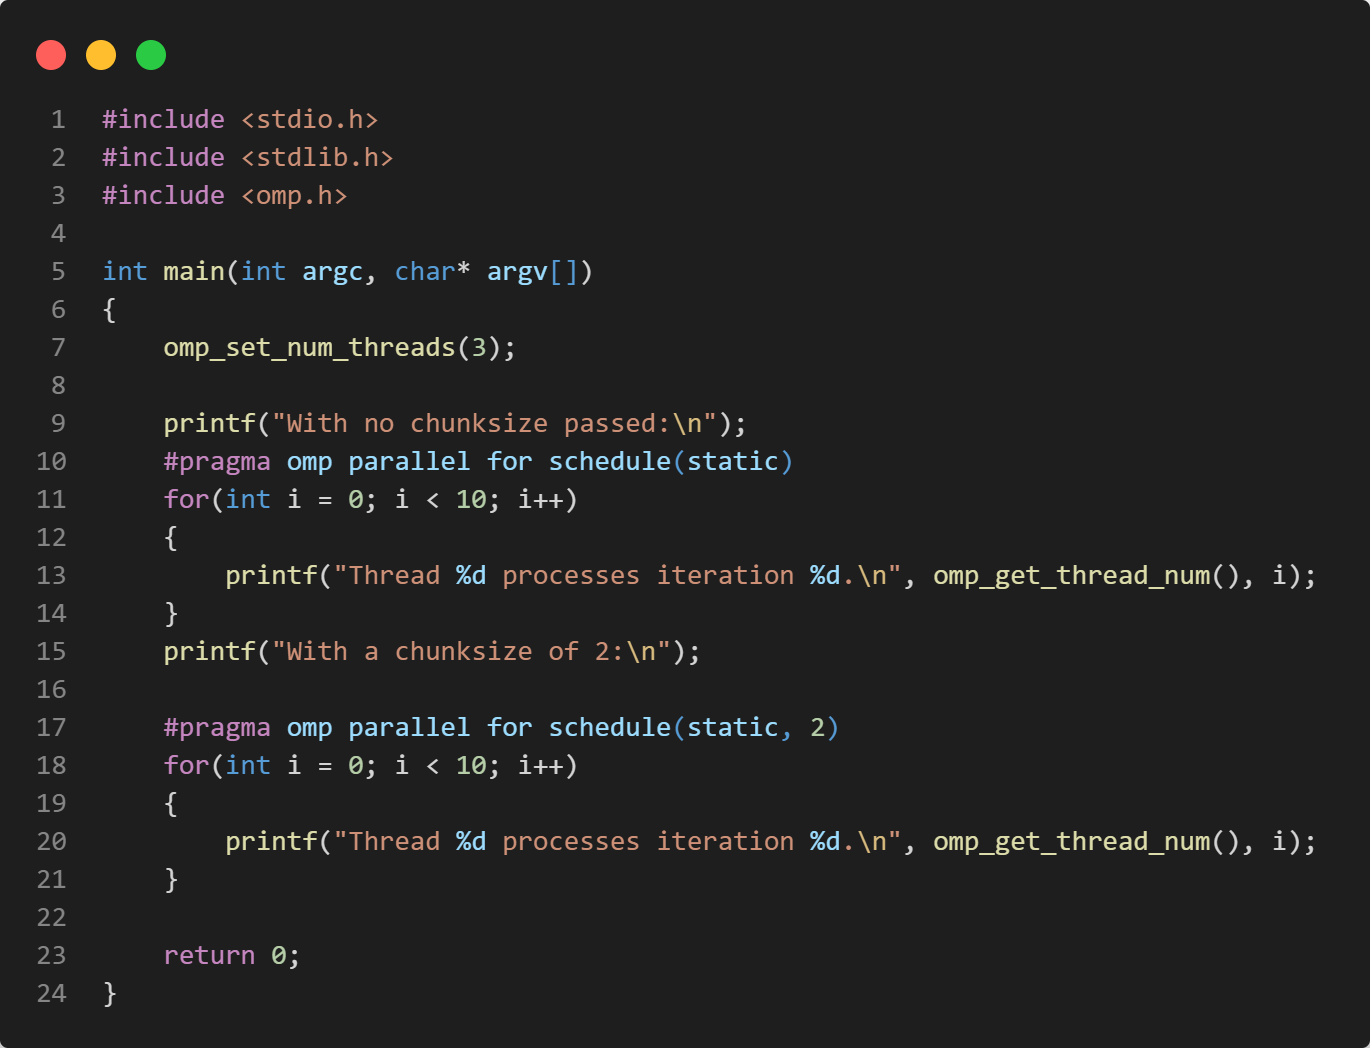 1 #include <stdio.h>
2 #include <stdlib.h>
3 #include <omp.h>
4
5 int main(int argc, char* argv[])
6 {
7     omp_set_num_threads(3);
8
9     printf("With no chunksize passed:\n");
10     #pragma omp parallel for schedule(static)
11     for(int i = 0; i < 10; i++)
12     {
13         printf("Thread %d processes iteration %d.\n", omp_get_thread_num(), i);
14     }
15     printf("With a chunksize of 2:\n");
16
17     #pragma omp parallel for schedule(static, 2)
18     for(int i = 0; i < 10; i++)
19     {
20         printf("Thread %d processes iteration %d.\n", omp_get_thread_num(), i);
21     }
22
23     return 0;
24 }